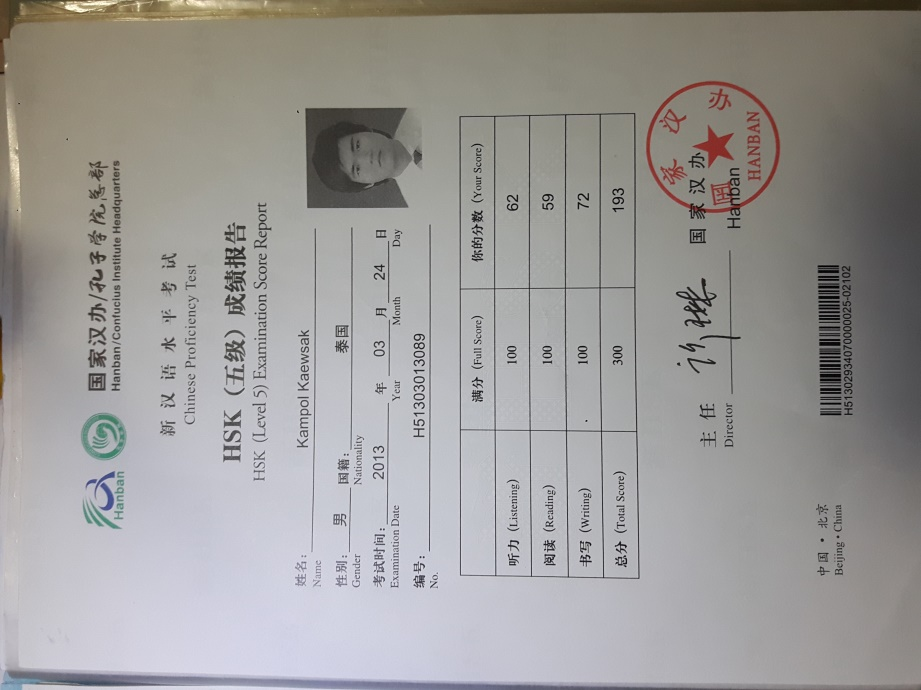 Hanban
国家汉办/孔子学院总部
Hanban/Confucius Institute Headquarters
新汉语水平考试
Chinese Proficiency Test
HSK（五级）成绩报告
HSK (Level 5) Examination Score Report
姓名： Kampol Kaewsak
Name
性别： 男 国籍： 泰国
Gender Nationality
考试时间： 2013 年 03 月 24 日
Examination Date Year Month Day
编号： H51303013089
No.
满分（Full Score） 你的分数（Your Score）
听力（Listening） 100 62
阅读（Reading） 100 59
书写（Writing） 100 72
总分（Total Score） 300 193
主任 许琳 国家汉办
Director Hanban
国家汉办
HANBAN
中国·北京
Beijing·China
H51302934070000025-02102